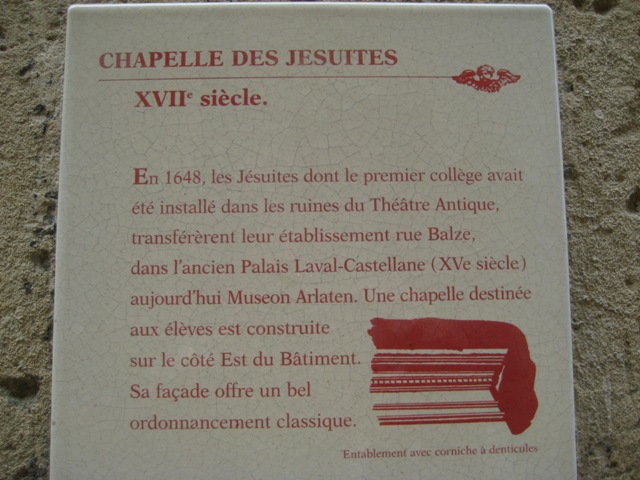 CHAPELLE DES JESUITES
XVIIe siècle.
En 1648, les Jésuites dont le premier collège avait
été installé dans les ruines du Théâtre Antique,
transférèrent leur établissement rue Balze,
dans l'ancien Palais Laval-Castellane (XVe siècle)
aujourd'hui Museon Arlaten. Une chapelle destinée
aux élèves est construite
sur le côté Est du Bâtiment.
Sa façade offre un bel
ordonnancement classique.
Entablement avec corniche à denticules